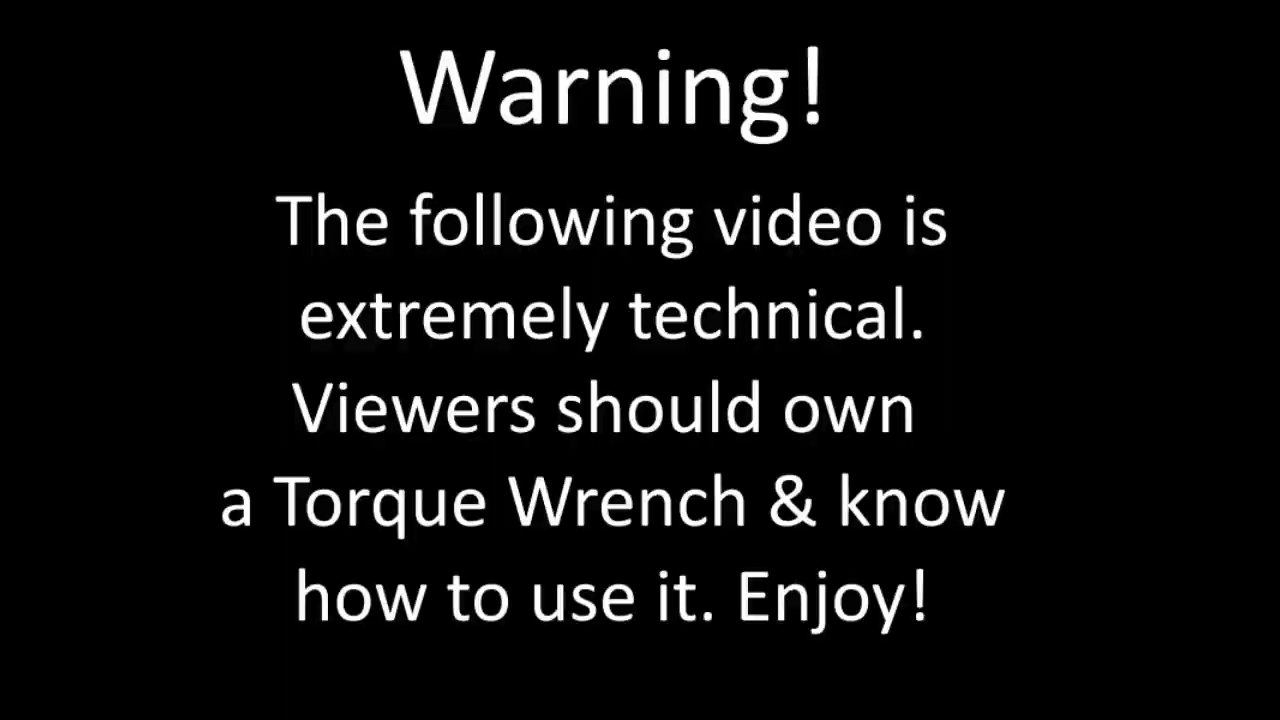 Warning!
The following video is
extremely technical.
Viewers should own
a Torque Wrench & know
how to use it. Enjoy!